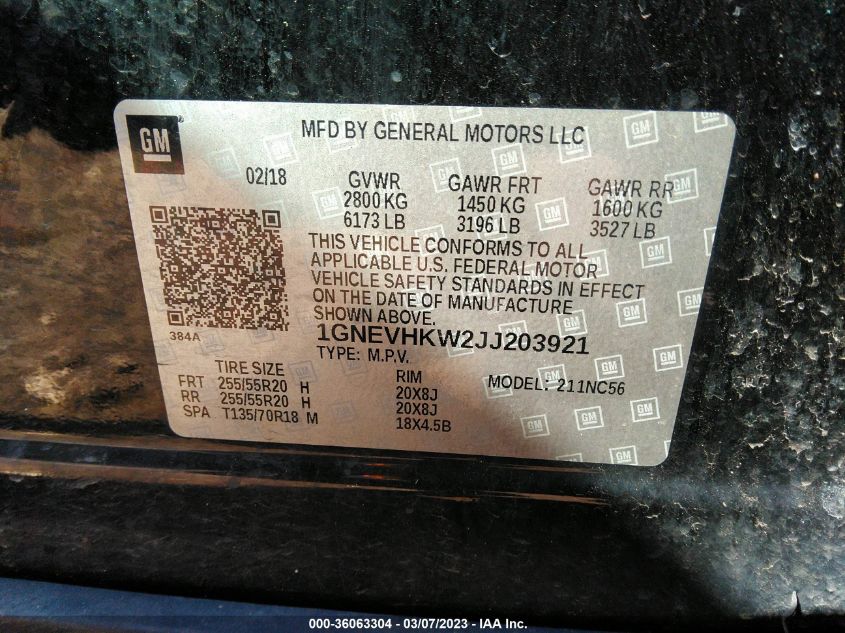 GM
MFD BY GENERAL MOTORS LLC
02/18 GVWR GAWR FRT GAWR RR
2800 KG 1450 KG 1600 KG
6173 LB 3196 LB 3527 LB
THIS VEHICLE CONFORMS TO ALL
APPLICABLE U.S. FEDERAL MOTOR
VEHICLE SAFETY STANDARDS IN EFFECT
ON THE DATE OF MANUFACTURE
SHOWN ABOVE.
384A
1GNEVHKW2JJ203921
TYPE: M.P.V.
TIRE SIZE RIM MODEL: 211NC56
FRT 255/55R20 H 20X8J
RR 255/55R20 H 20X8J
SPA T135/70R18 M 18X4.5B
000-36063304 - 03/07/2023 - IAA Inc.